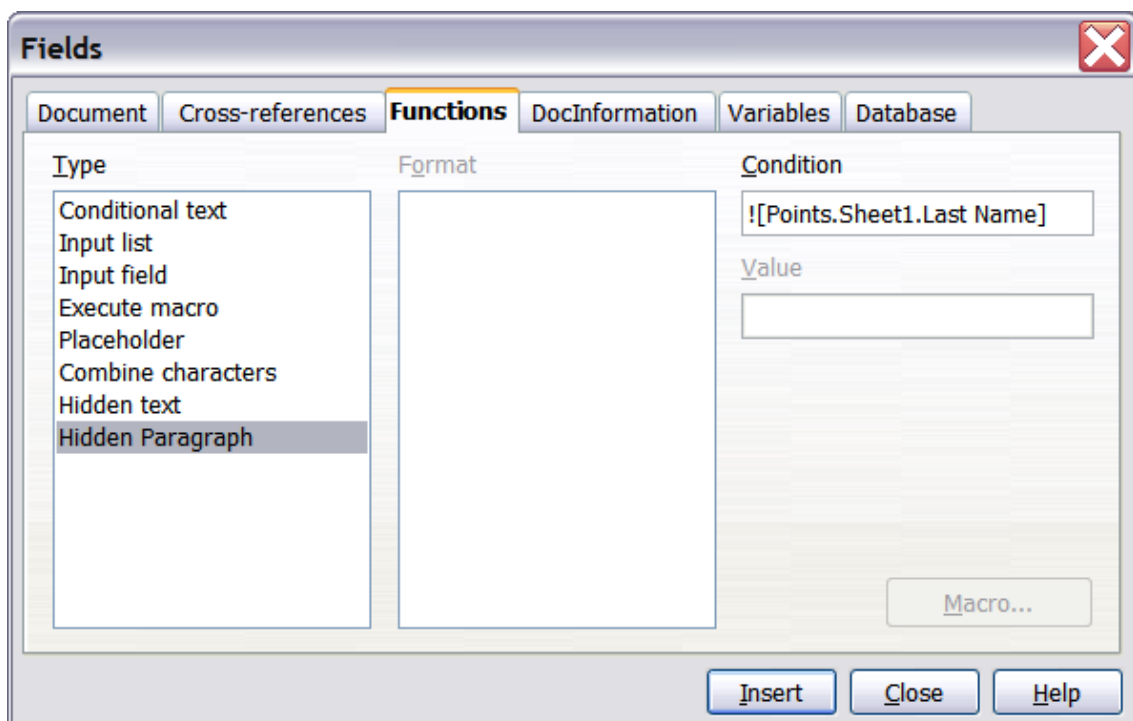 Fields
Document Cross-references Functions DocInformation Variables Database
Type Format Condition
Conditional text
Input list
Input field
Execute macro
Placeholder
Combine characters
Hidden text
Hidden Paragraph
![Points.Sheet1.Last Name]
Value
Macro...
Insert Close Help